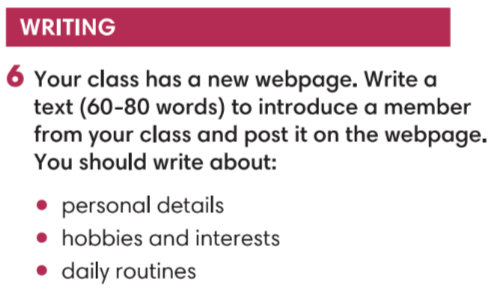 WRITING
6 Your class has a new webpage. Write a
text (60-80 words) to introduce a member
from your class and post it on the webpage.
You should write about:
• personal details
• hobbies and interests
• daily routines